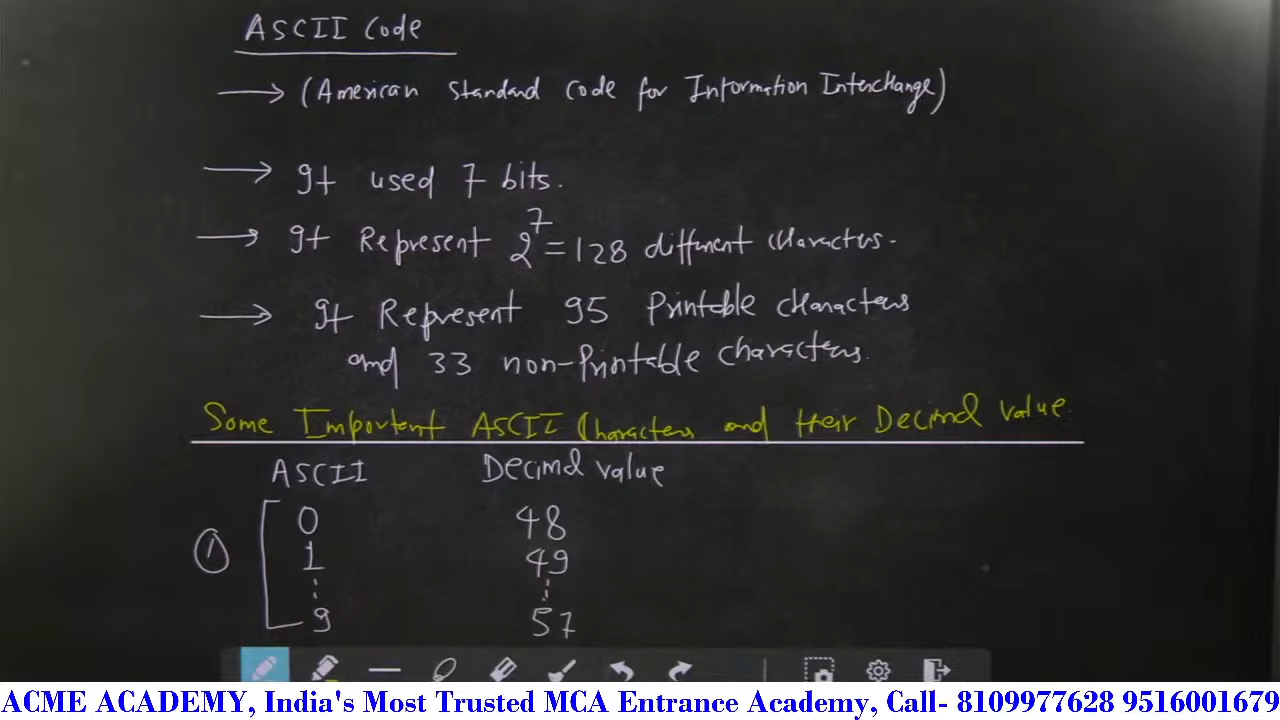 ASCII Code
→ (American Standard Code for Information Interchange)
→ It used 7 bits.
→ It Represent 2^7 = 128 different characters.
→ It Represent 95 Printable characters
and 33 non-Printable characters.
Some Important ASCII Characters and their Decimal value
ASCII Decimal value
① 0 48
1 49
9 57
ACME ACADEMY, India's Most Trusted MCA Entrance Academy, Call- 8109977628 9516001679